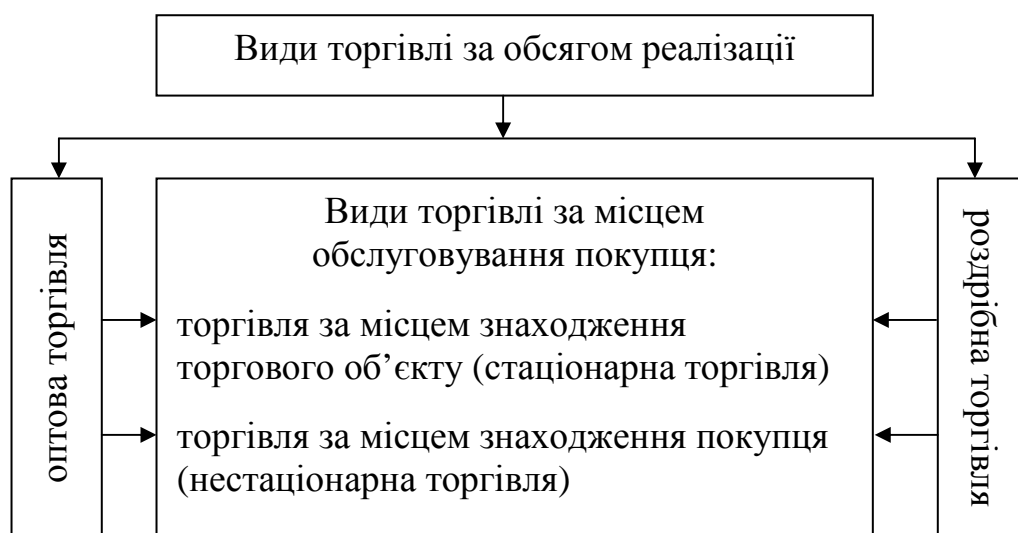 Види торгівлі за обсягом реалізації
оптова торгівля
Види торгівлі за місцем
обслуговування покупця:
торгівля за місцем знаходження
торгового об’єкту (стаціонарна торгівля)
торгівля за місцем знаходження покупця
(нестаціонарна торгівля)
роздрібна торгівля